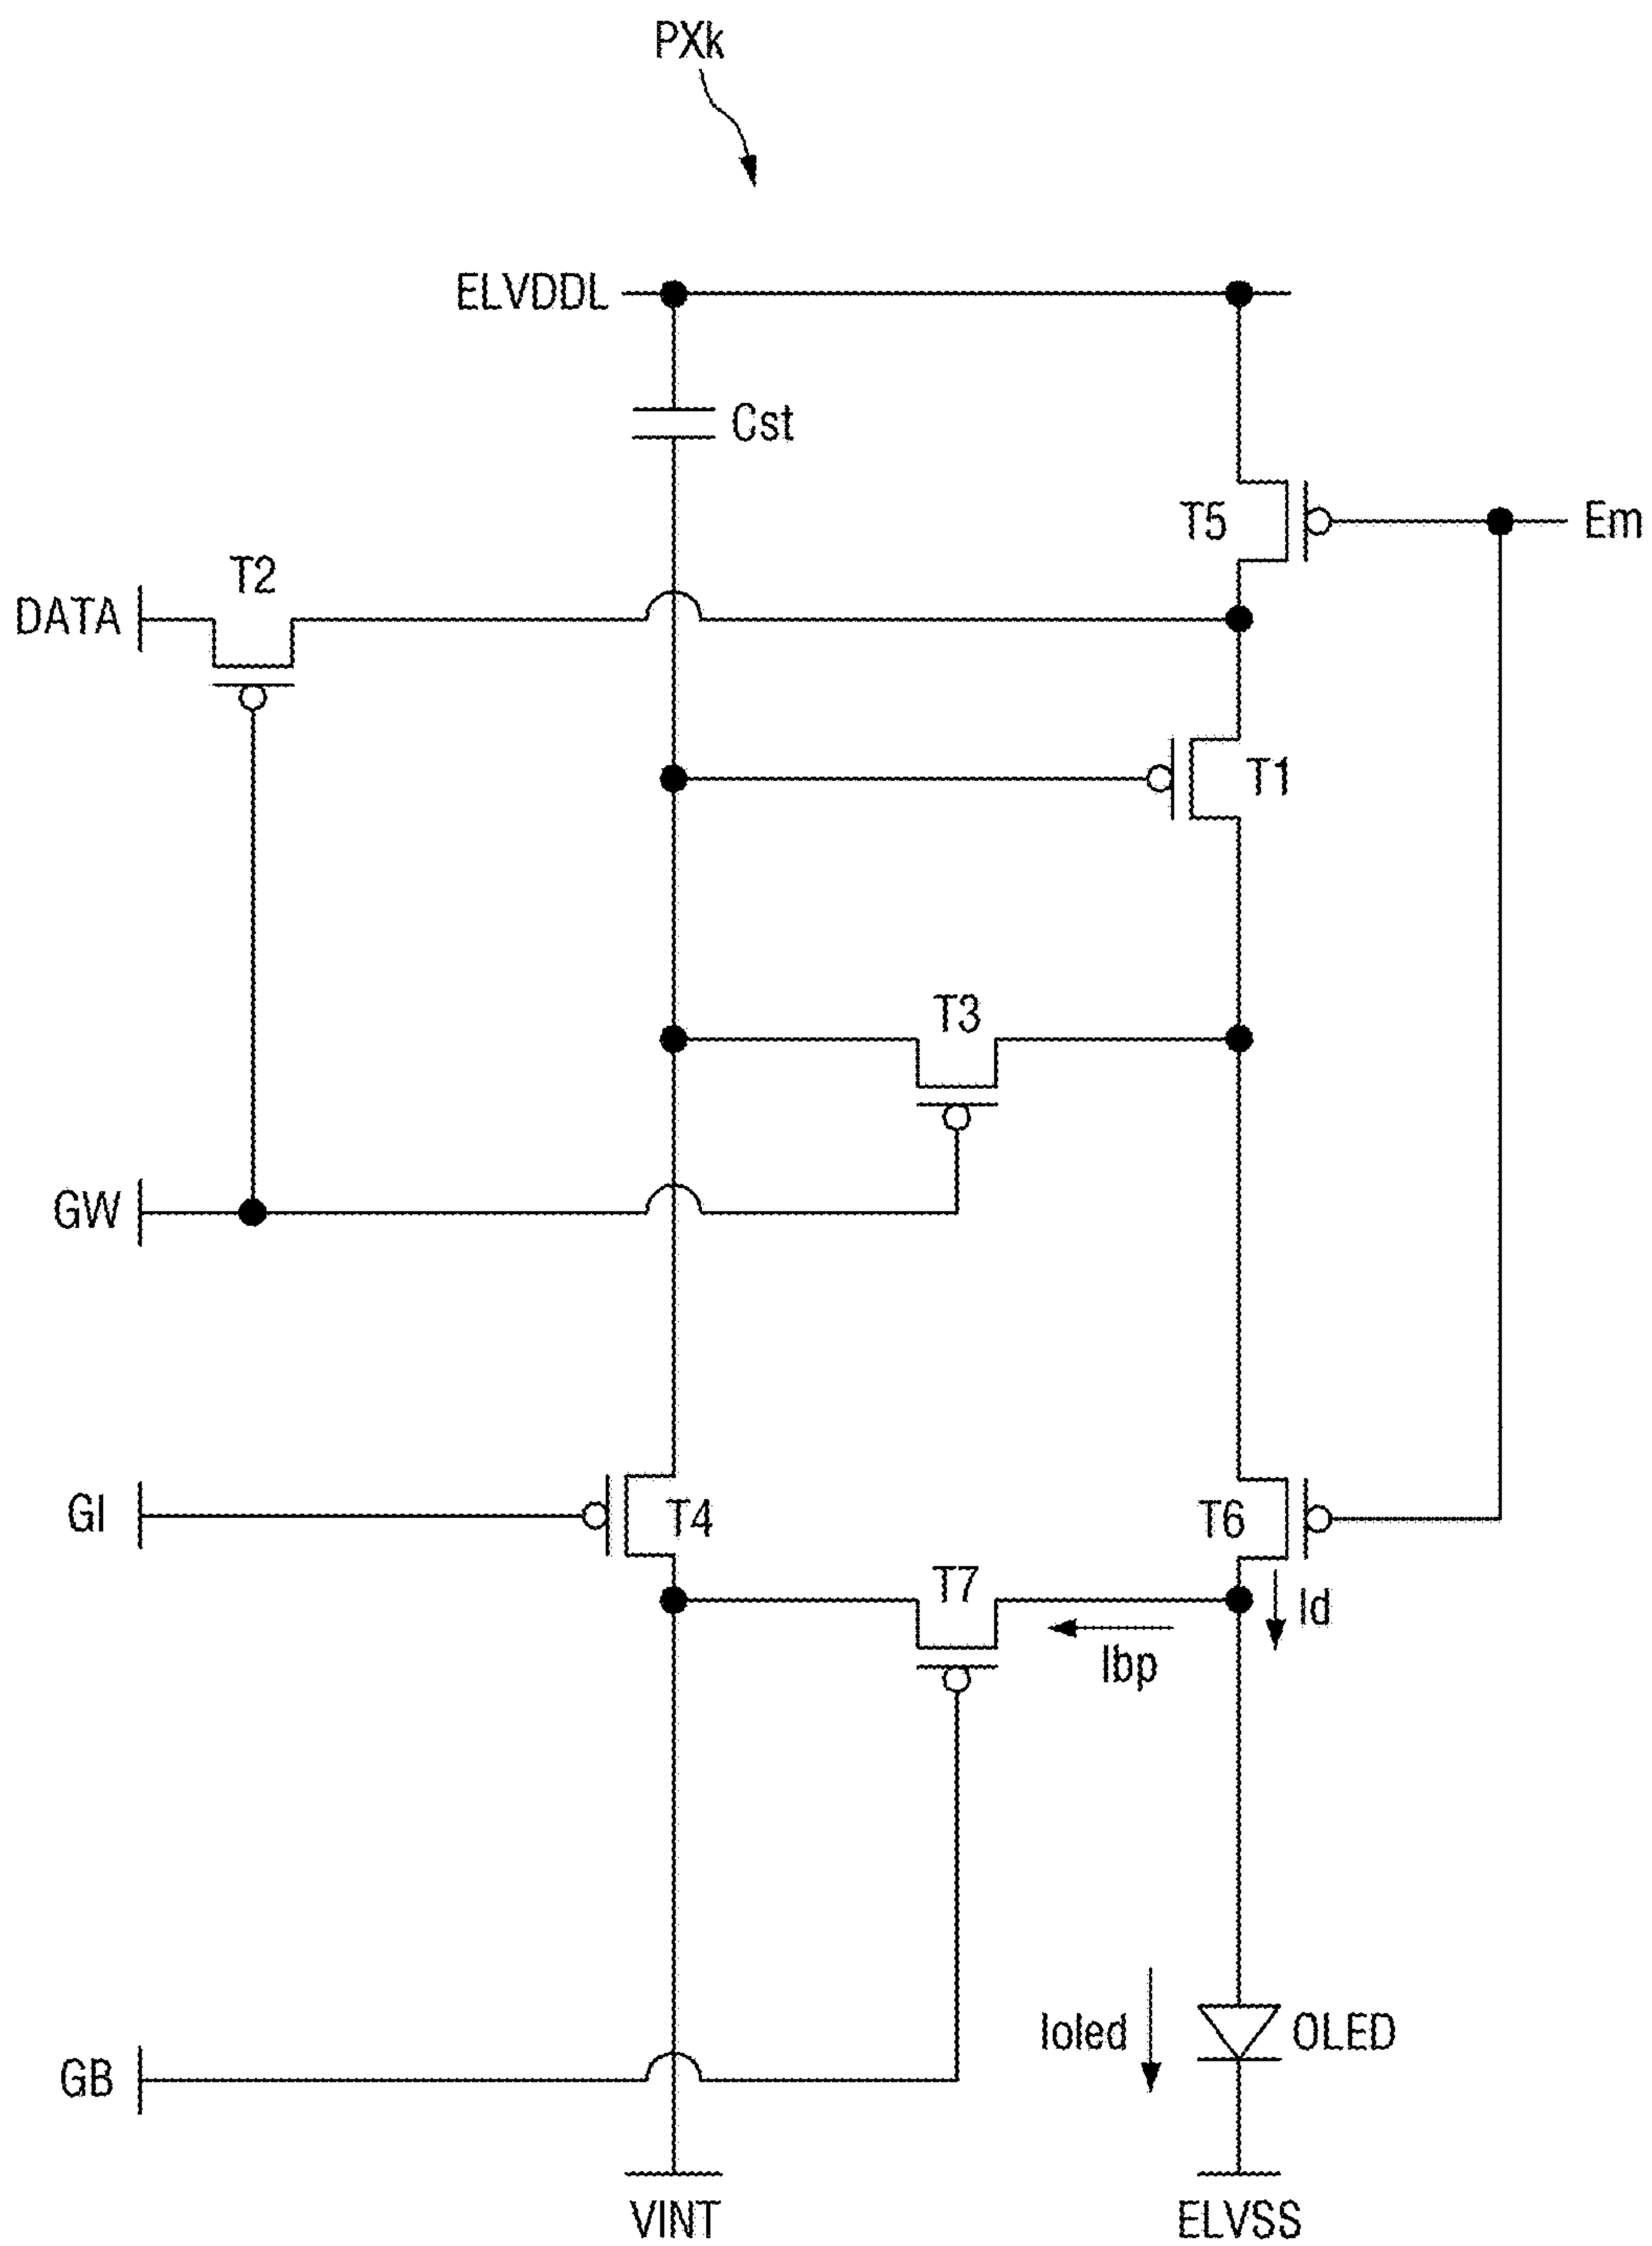 PXk
ELVDDL
Cst
T5
Em
T2
DATA
T1
T3
GW
GI
T4
T6
T7
Id
Ibp
Ioled
OLED
GB
VINT
ELVSS